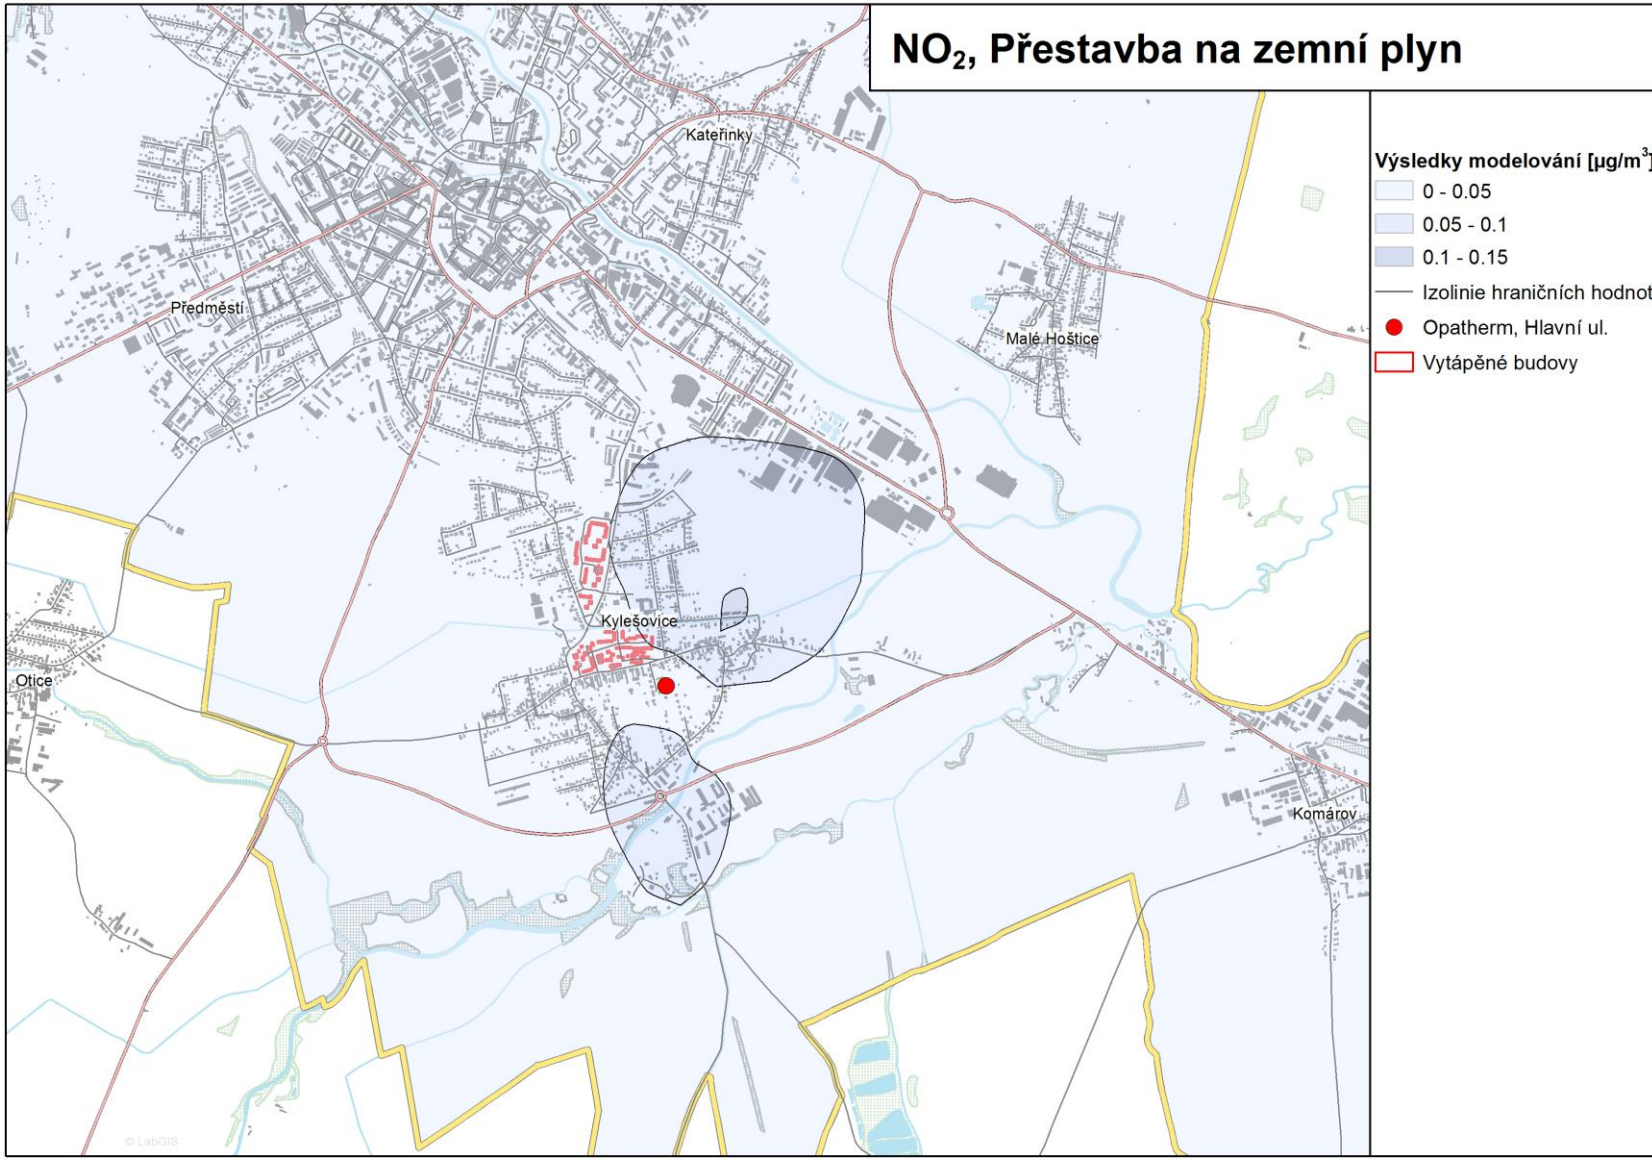 NO₂, Přestavba na zemní plyn
Výsledky modelování [µg/m³]
0 - 0.05
0.05 - 0.1
0.1 - 0.15
Izolinie hraničních hodnot
Opatherm, Hlavní ul.
Vytápěné budovy
Kateřinky
Předměstí
Malé Hoštice
Kylešovice
Otice
Komárov
© LabGIS